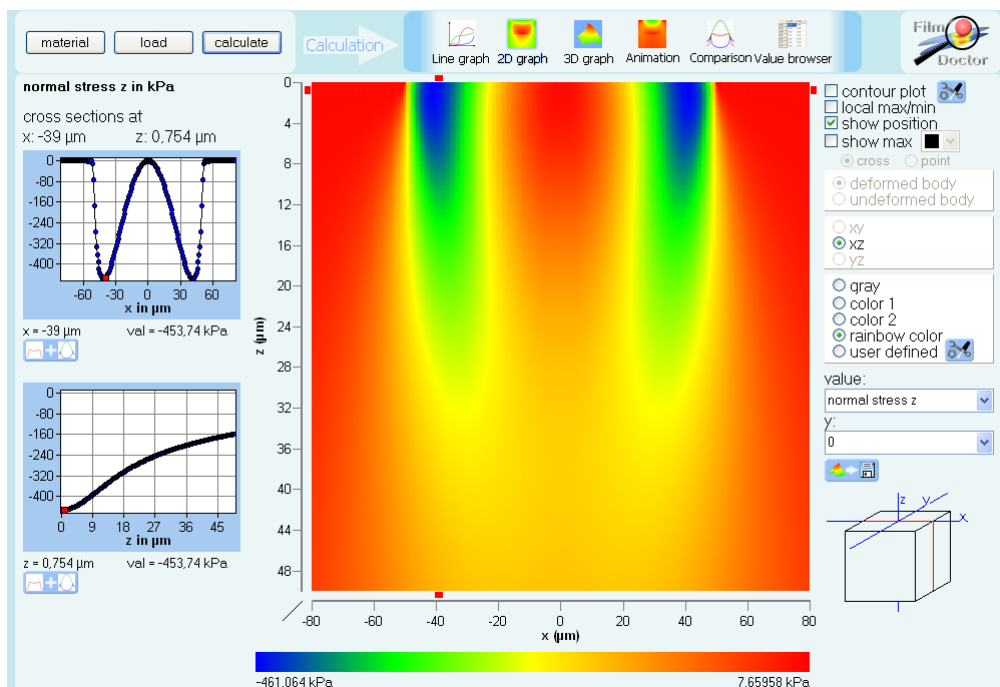 material load calculate
Calculation
Line graph 2D graph 3D graph Animation Comparison Value browser
Film Doctor
normal stress z in kPa
cross sections at
x: -39 µm z: 0,754 µm
0
-80
-160
-240
-320
-400
-60 -30 0 30 60
x in µm
x = -39 µm val = -453,74 kPa
0
-80
-160
-240
-320
-400
0 9 18 27 36 45
z in µm
z = 0,754 µm val = -453,74 kPa
0
4
8
12
16
20
24
28
32
36
40
44
48
z (µm)
-80 -60 -40 -20 0 20 40 60 80
x (µm)
-461.064 kPa 7.65958 kPa
contour plot
local max/min
show position
show max
cross point
deformed body
undeformed body
xy
xz
yz
gray
color 1
color 2
rainbow color
user defined
value:
normal stress z
y:
0
z
y
x